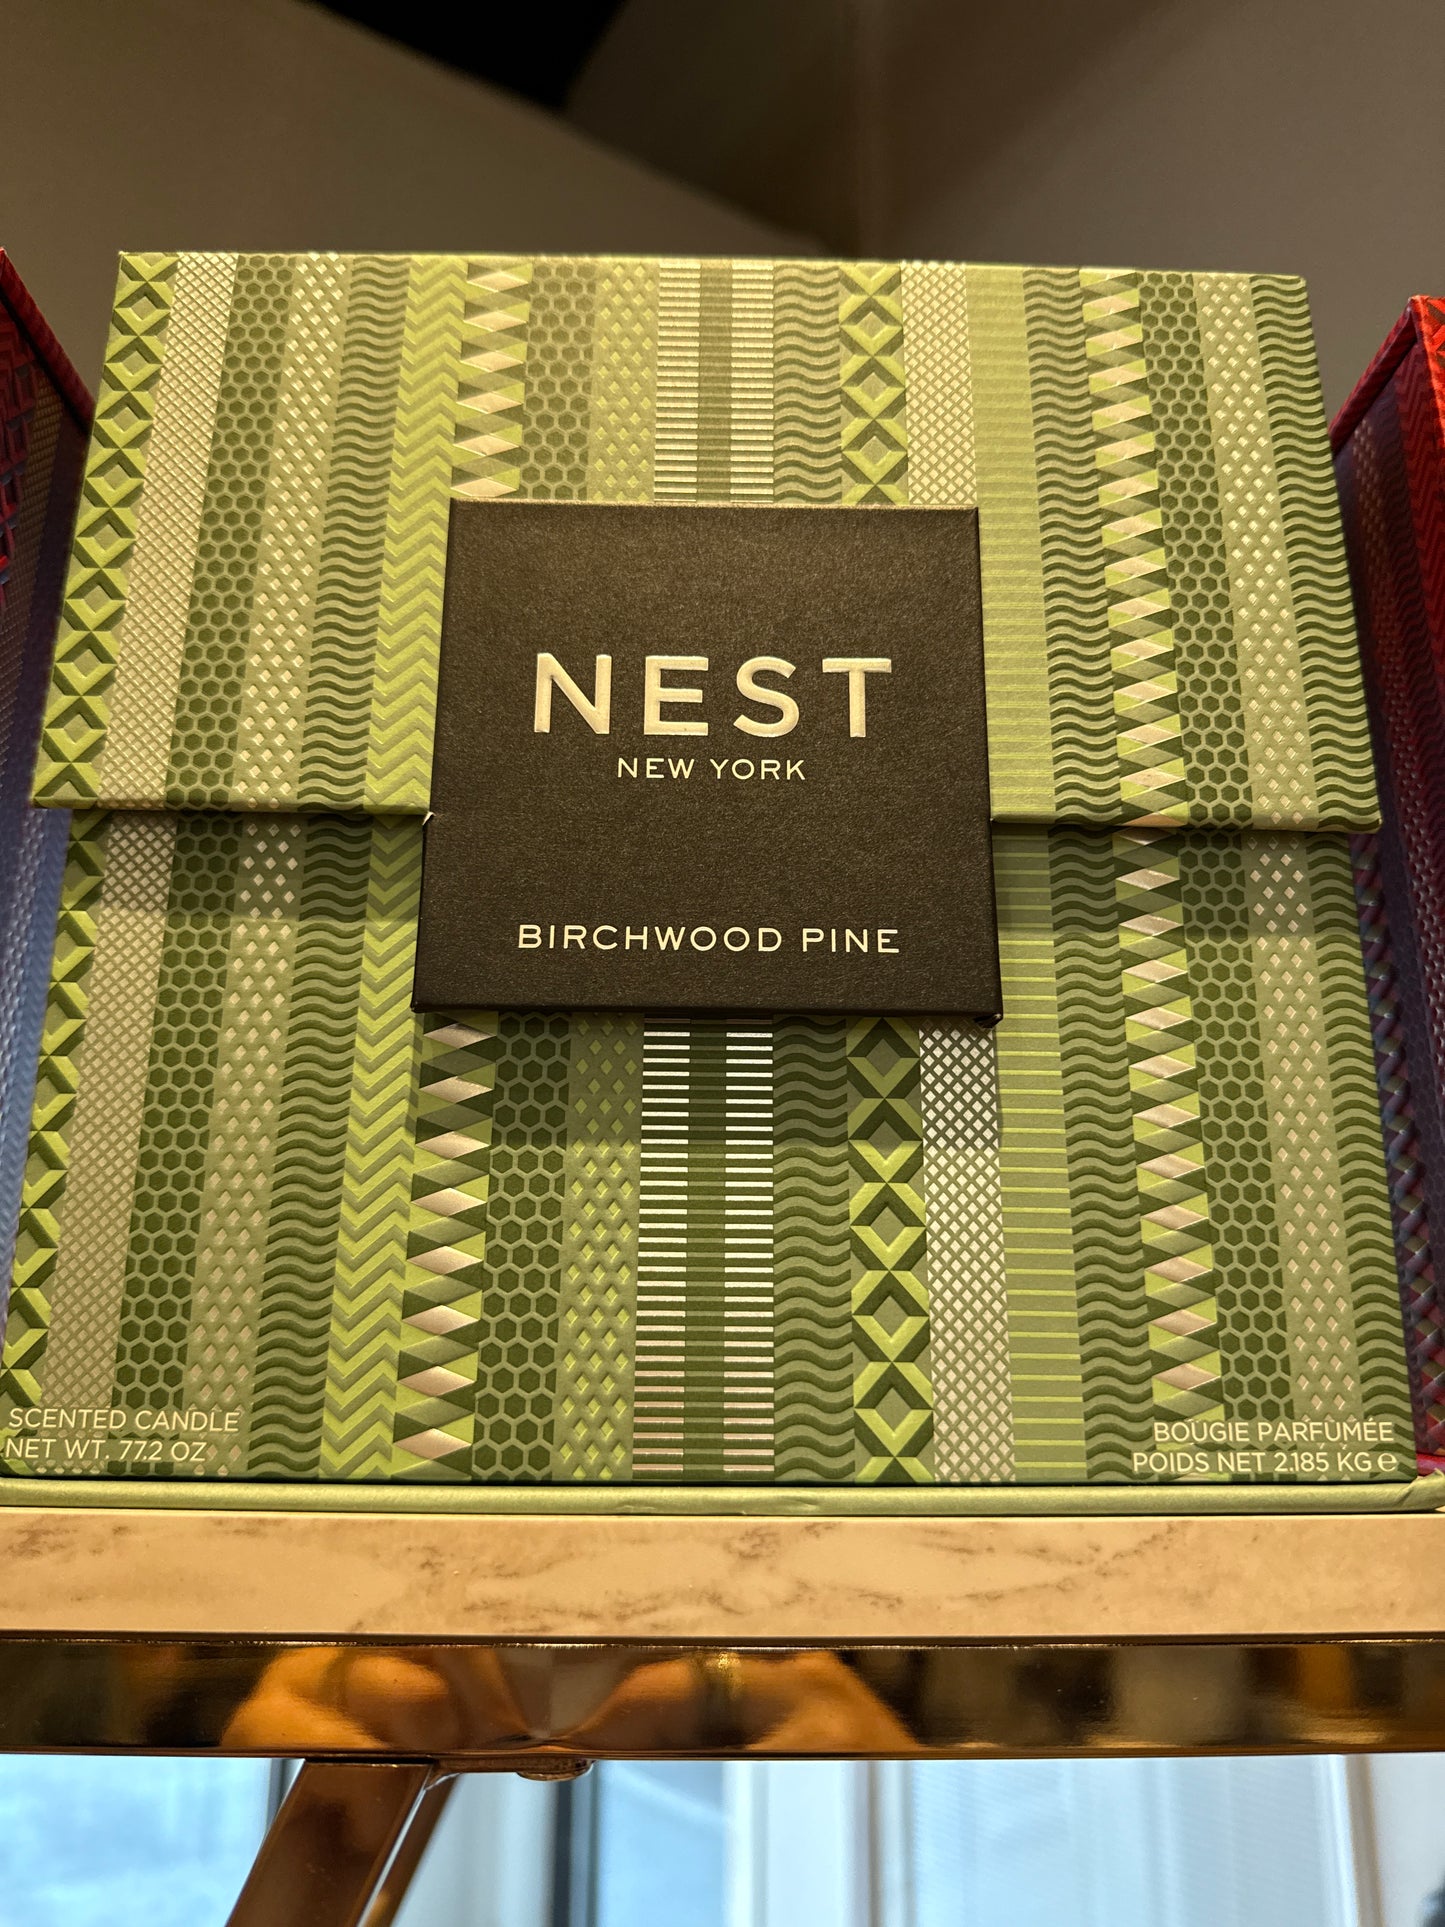 NEST
NEW YORK
BIRCHWOOD PINE
SCENTED CANDLE
NET WT. 77.2 OZ
BOUGIE PARFUMÉE
POIDS NET 2.185 KG ℮